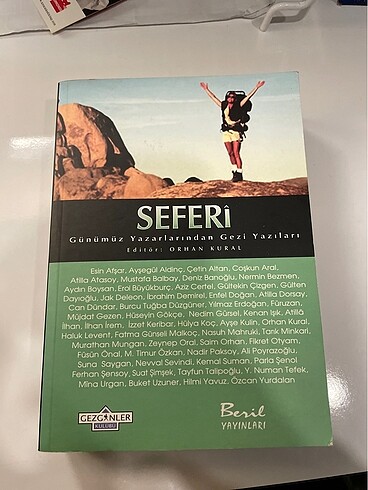 SEFERî
Günümüz Yazarlarından Gezi Yazıları
Editör: ORHAN KURAL
Esin Afşar, Ayşegül Aldinç, Çetin Altan, Coşkun Aral,
Atilla Atasoy, Mustafa Balbay, Deniz Banoğlu, Nermin Bezmen,
Aydın Boysan, Erol Büyükburç, Aziz Certel, Gültekin Çizgen, Gülten
Dayıoğlu, Jak Deleon, İbrahim Demirel, Enfel Doğan, Atilla Dorsay,
Can Dündar, Burcu Tuğba Düzgüner, Yılmaz Erdoğan, Füruzan,
Müjdat Gezen, Hüseyin Gökçe, Nedim Gürsel, Kenan Işık, Atillâ
İlhan, İlhan İrem, İzzet Keribar, Hülya Koç, Ayşe Kulin, Orhan Kural,
Haluk Levent, Fatma Günsel Malkoç, Nasuh Mahruki, Tarık Minkari,
Murathan Mungan, Zeynep Oral, Saim Orhan, Fikret Otyam,
Füsün Önal, M. Timur Özkan, Nadir Paksoy, Ali Poyrazoğlu,
Suna Saygan, Nevval Sevindi, Kemal Suman, Parla Şenol
Ferhan Şensoy, Suat Şimşek, Tayfun Talipoğlu, Y. Numan Tefek,
Mina Urgan, Buket Uzuner, Hilmi Yavuz, Özcan Yurdalan
GEZGİNLER
KULÜBÜ
Beril
YAYINLARI